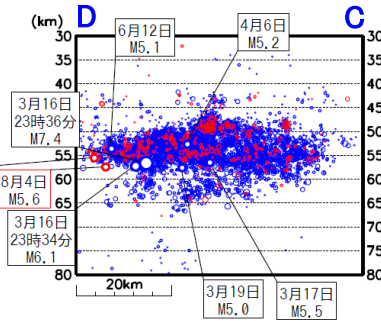 (km) D C
30 30
35 35
40 40
45 45
50 50
55 55
60 60
65 65
70 70
75 75
80 80
6月12日
M5.1
4月6日
M5.2
3月16日
23時36分
M7.4
8月4日
M5.6
3月16日
23時34分
M6.1
20km
3月19日
M5.0
3月17日
M5.5